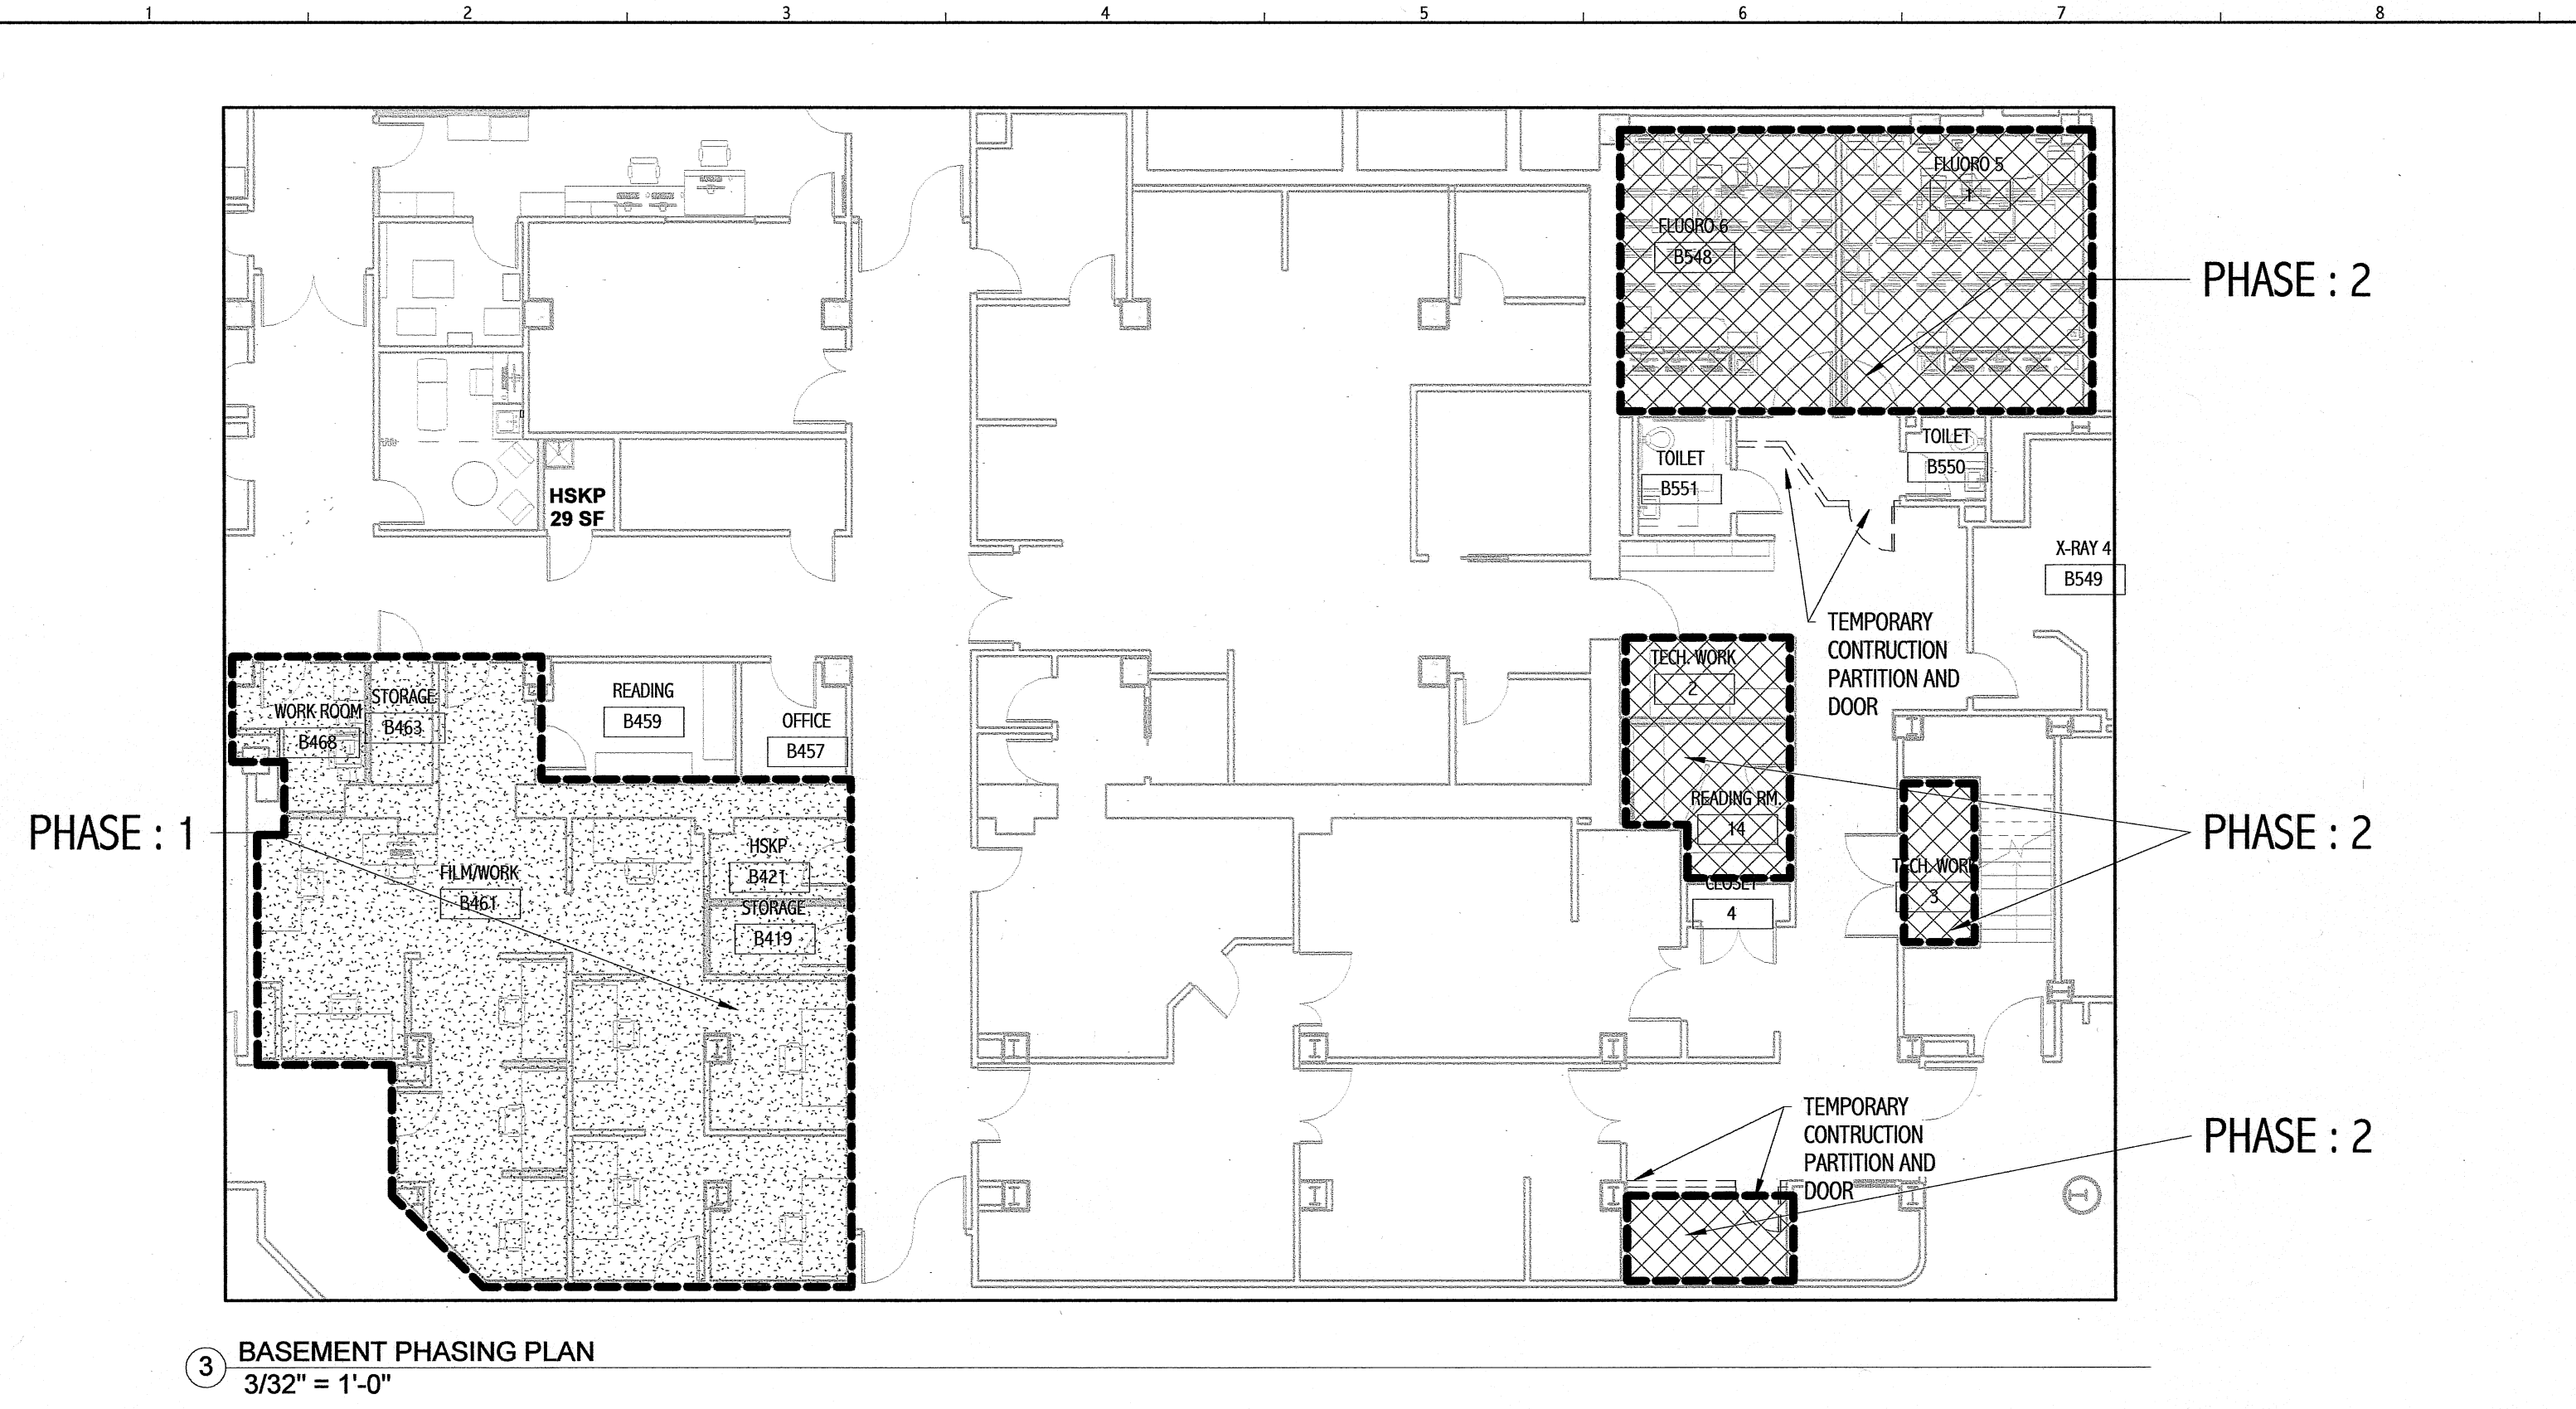 1 2 3 4 5 6 7 8
FLUORO 5
1
FLUORO 6
B548
PHASE : 2
TOILET
B550
TOILET
B551
HSKP
29 SF
X-RAY 4
B549
TEMPORARY
CONTRUCTION
PARTITION AND
DOOR
TECH. WORK
2
READING
B459
OFFICE
B457
STORAGE
B463
WORK ROOM
B468
READING RM.
14
PHASE : 1
PHASE : 2
HSKP
B421
FILM/WORK
B461
STORAGE
B419
TECH. WORK
3
CLOSET
4
TEMPORARY
CONTRUCTION
PARTITION AND
DOOR
PHASE : 2
3 BASEMENT PHASING PLAN
3/32" = 1'-0"